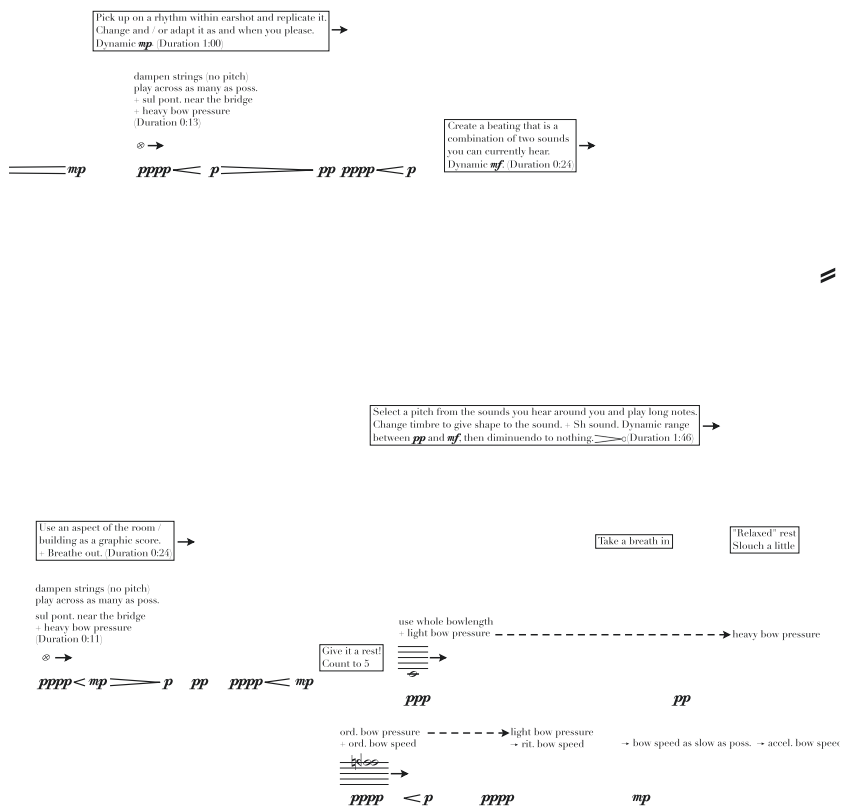 Pick up on a rhythm within earshot and replicate it.
Change and / or adapt it as and when you please.
Dynamic mp. (Duration 1:00)
dampen strings (no pitch)
play across as many as poss.
+ sul pont. near the bridge
+ heavy bow pressure
(Duration 0:13)
Create a beating that is a
combination of two sounds
you can currently hear.
Dynamic mf. (Duration 0:24)
mp pppp p pp pppp p
Select a pitch from the sounds you hear around you and play long notes.
Change timbre to give shape to the sound. + Sh sound. Dynamic range
between pp and mf, then diminuendo to nothing. (Duration 1:46)
Use an aspect of the room /
building as a graphic score.
+ Breathe out. (Duration 0:24)
Take a breath in
"Relaxed" rest
Slouch a little
dampen strings (no pitch)
play across as many as poss.
sul pont. near the bridge
+ heavy bow pressure
(Duration 0:11)
Give it a rest!
Count to 5
use whole bowlength
+ light bow pressure
heavy bow pressure
pppp mp p pp pppp mp
ppp pp
ord. bow pressure
+ ord. bow speed
light bow pressure
→ rit. bow speed
→ bow speed as slow as poss. → accel. bow speed
pppp p pppp mp